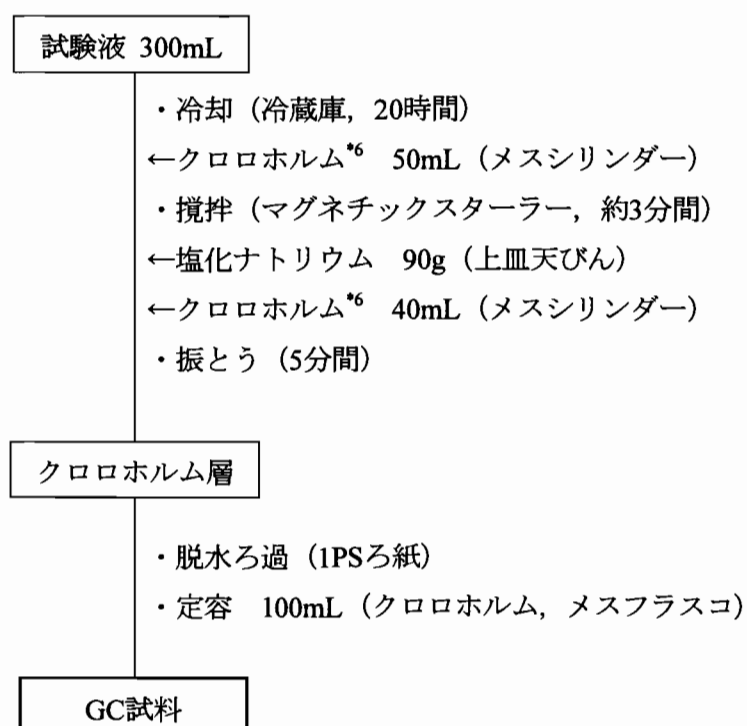 試験液 300mL
・冷却（冷蔵庫，20時間）
←クロロホルム*6　50mL（メスシリンダー）
・撹拌（マグネチックスターラー，約3分間）
←塩化ナトリウム　90g（上皿天びん）
←クロロホルム*6　40mL（メスシリンダー）
・振とう（5分間）
クロロホルム層
・脱水ろ過（1PSろ紙）
・定容　100mL（クロロホルム，メスフラスコ）
GC試料